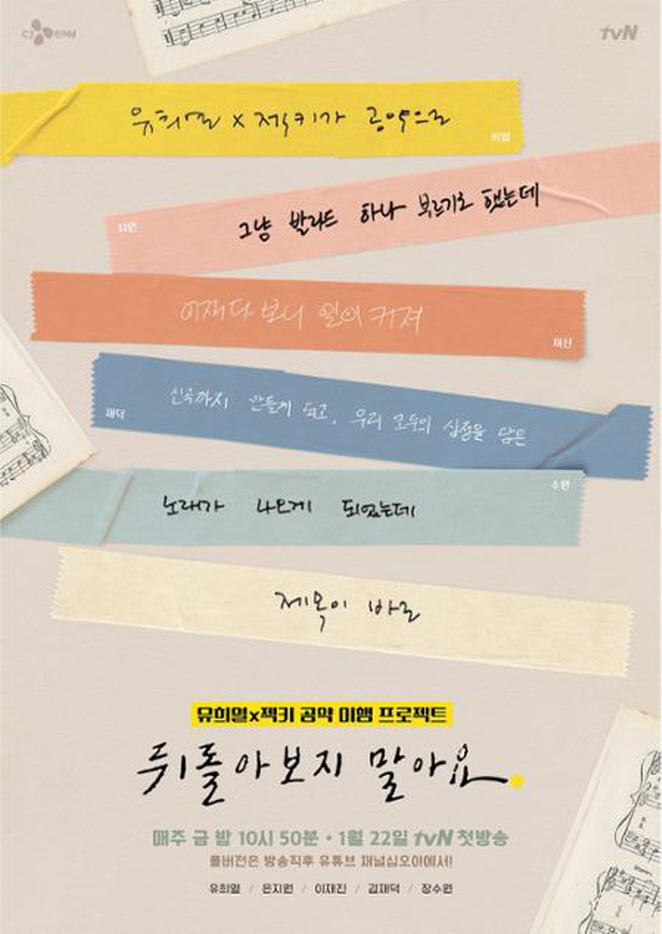 CJ ENM
tvN
유희열 x 젝키가 공약으로
희열
그냥 발라드 하나 부르기로 했는데
지원
어쩌다 보니 일이 커져
재진
신곡까지 만들게 되고, 우리 모두의 심정을 담은
재덕
노래가 나오게 되었는데
수원
제목이 바로
유희열x젝키 공약 이행 프로젝트
뒤돌아보지 말아요.
매주 금 밤 10시 50분 • 1월 22일 tvN 첫방송
풀버전은 방송직후 유튜브 채널십오야에서!
유희열 / 은지원 / 이재진 / 김재덕 / 장수원